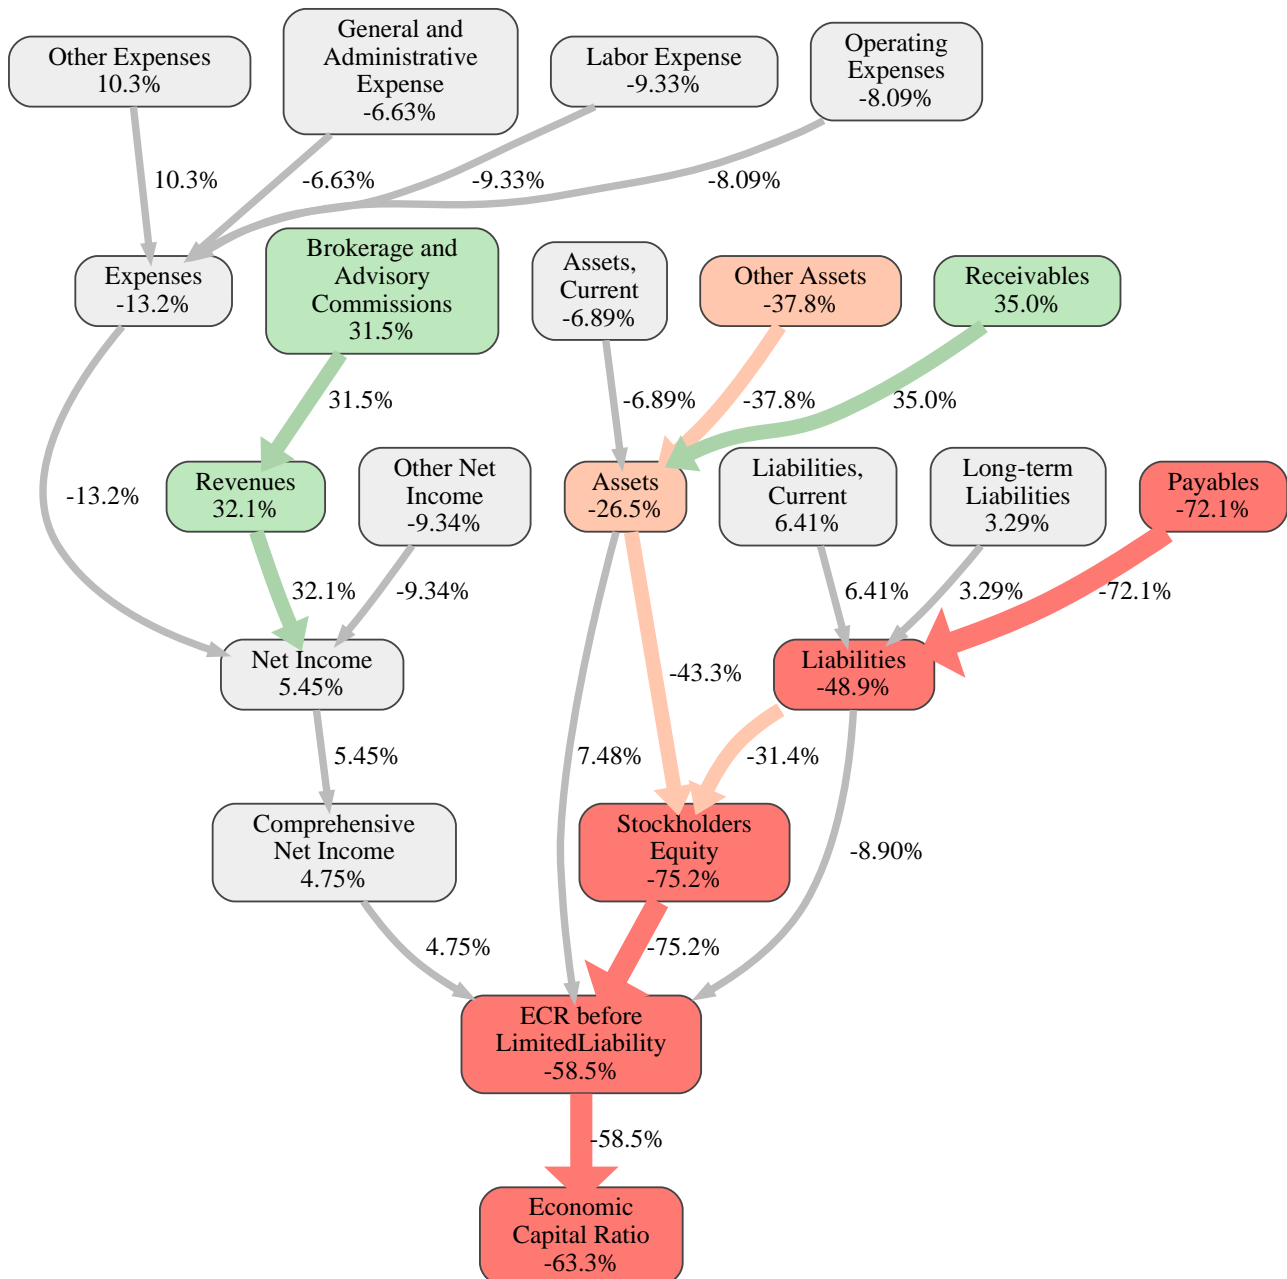 Other Expenses
10.3%
General and
Administrative
Expense
-6.63%
Labor Expense
-9.33%
Operating
Expenses
-8.09%
10.3%
-6.63%
-9.33%
-8.09%
Expenses
-13.2%
Brokerage and
Advisory
Commissions
31.5%
Assets,
Current
-6.89%
Other Assets
-37.8%
Receivables
35.0%
31.5%
-6.89%
-37.8%
35.0%
-13.2%
Revenues
32.1%
Other Net
Income
-9.34%
Assets
-26.5%
Liabilities,
Current
6.41%
Long-term
Liabilities
3.29%
Payables
-72.1%
32.1%
-9.34%
6.41%
3.29%
-72.1%
Net Income
5.45%
-43.3%
Liabilities
-48.9%
5.45%
7.48%
-31.4%
Comprehensive
Net Income
4.75%
Stockholders
Equity
-75.2%
-8.90%
4.75%
-75.2%
ECR before
LimitedLiability
-58.5%
-58.5%
Economic
Capital Ratio
-63.3%